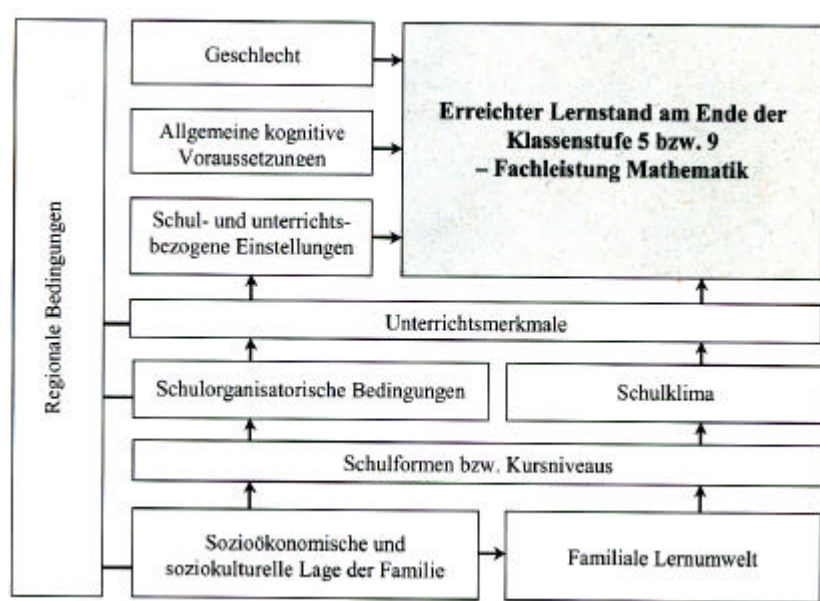 Regionale Bedingungen
Geschlecht
Allgemeine kognitive
Voraussetzungen
Schul- und unterrichts-
bezogene Einstellungen
Erreichter Lernstand am Ende der
Klassenstufe 5 bzw. 9
– Fachleistung Mathematik
Unterrichtsmerkmale
Schulorganisatorische Bedingungen
Schulklima
Schulformen bzw. Kursniveaus
Sozioökonomische und
soziokulturelle Lage der Familie
Familiale Lernumwelt